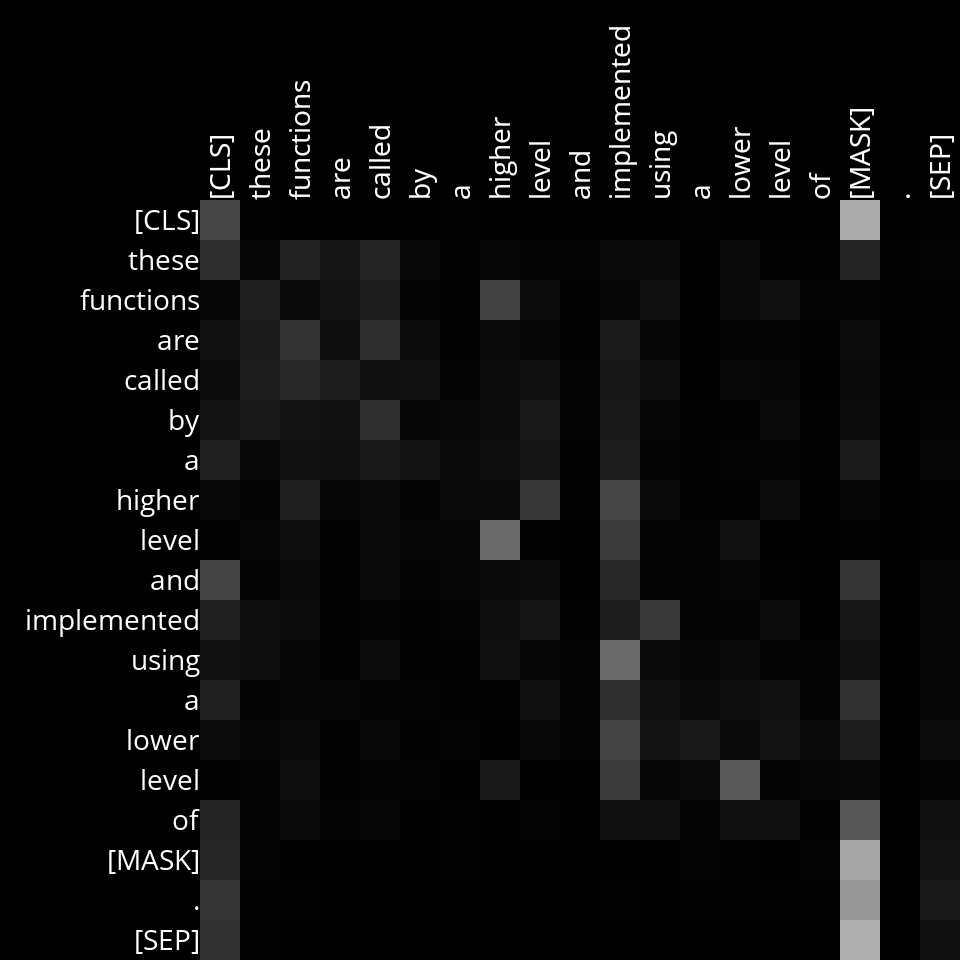 [CLS] these functions are called by a higher level and implemented using a lower level of [MASK] . [SEP]
[CLS]
these
functions
are
called
by
a
higher
level
and
implemented
using
a
lower
level
of
[MASK]
.
[SEP]